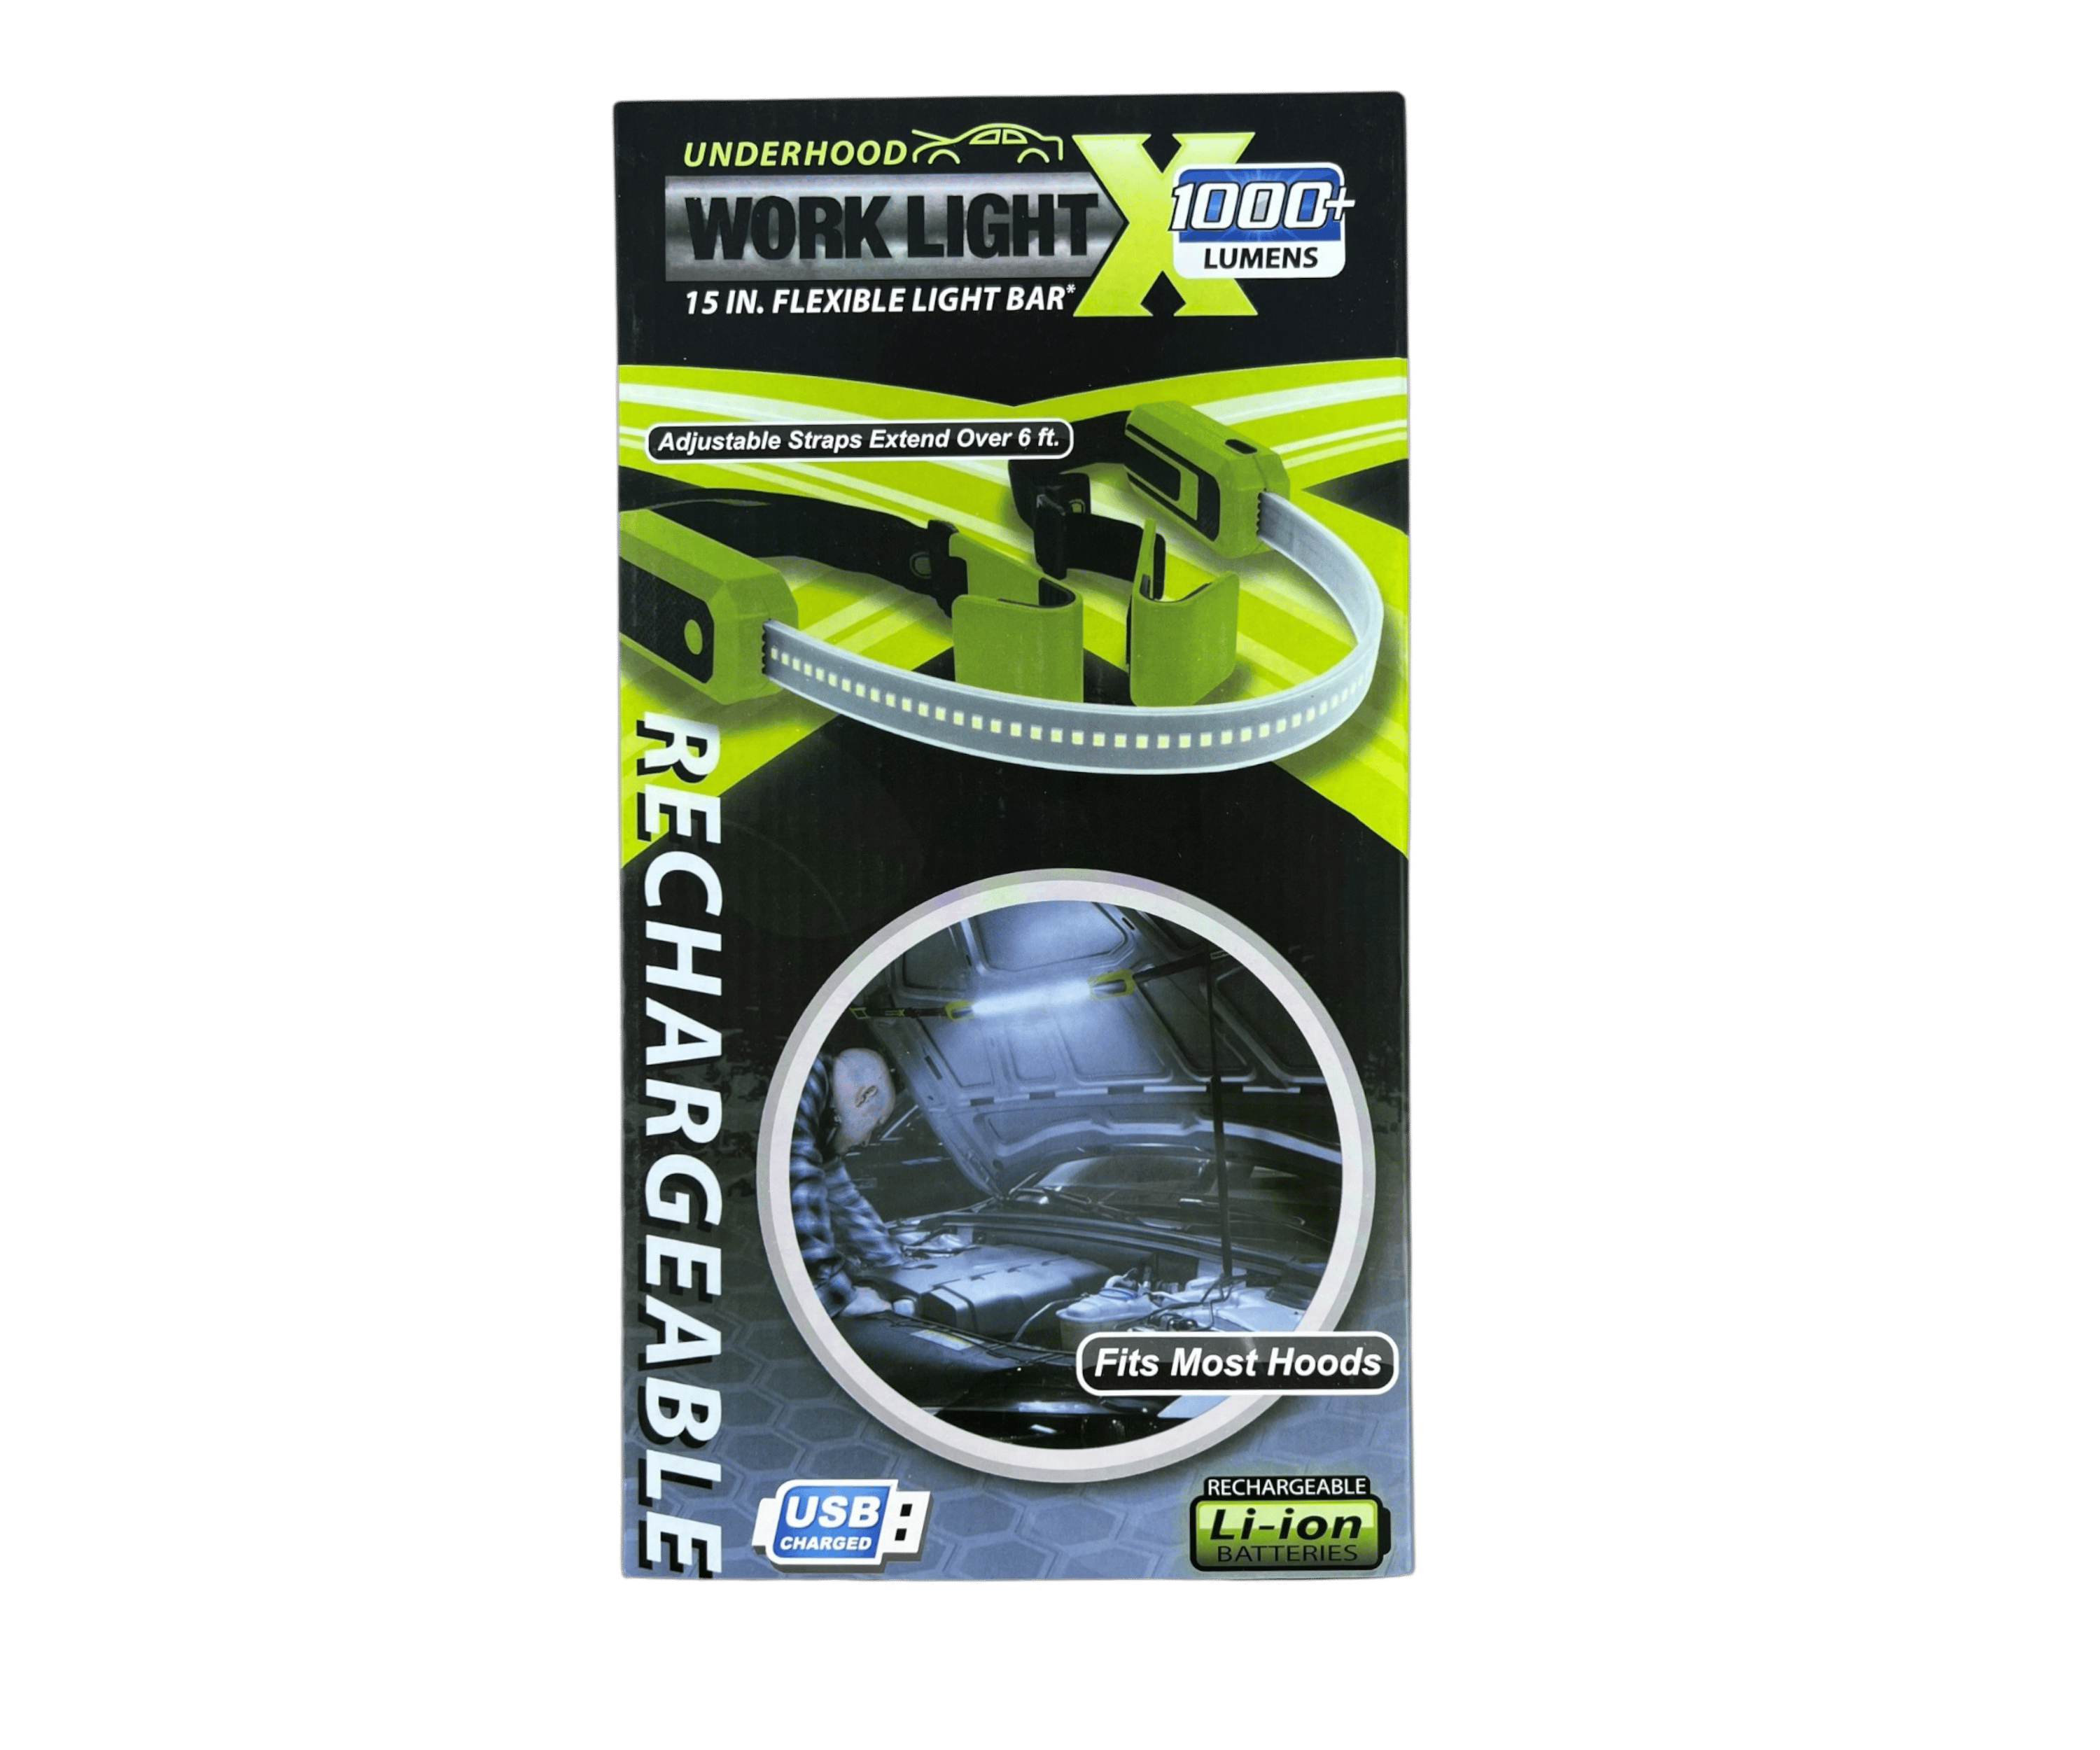 UNDERHOOD
WORK LIGHT X
1000+
LUMENS
15 IN. FLEXIBLE LIGHT BAR*
Adjustable Straps Extend Over 6 ft.
RECHARGEABLE
Fits Most Hoods
USB
CHARGED
RECHARGEABLE
Li-ion
BATTERIES